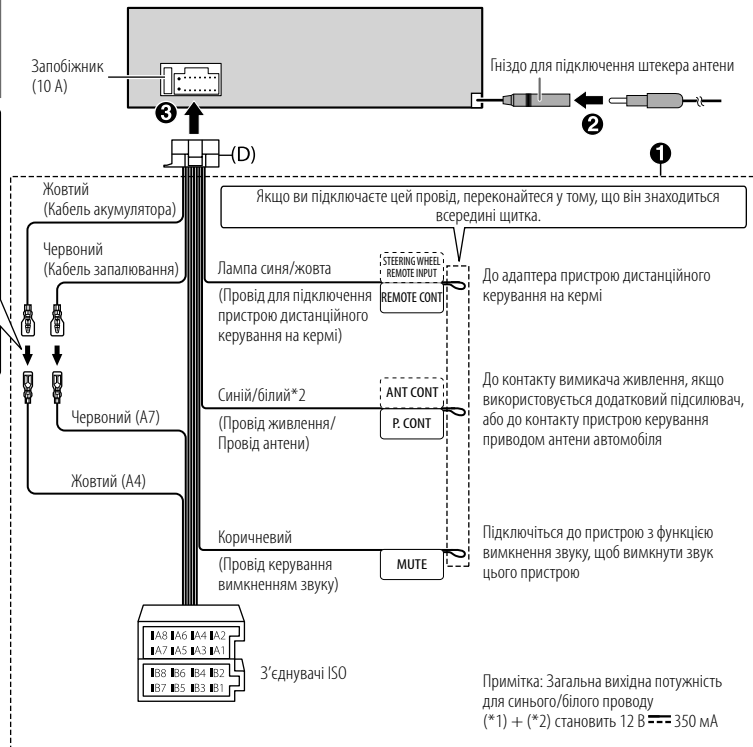 Запобіжник
(10 A)
Гніздо для підключення штекера антени
3
2
(D)
1
Жовтий
(Кабель акумулятора)
Якщо ви підключаєте цей провід, переконайтеся у тому, що він знаходиться
всередині щитка.
Червоний
(Кабель запалювання)
Лампа синя/жовта
(Провід для підключення
пристрою дистанційного
керування на кермі)
STEERING WHEEL
REMOTE INPUT
REMOTE CONT
До адаптера пристрою дистанційного
керування на кермі
Синій/білий*2
(Провід живлення/
Провід антени)
ANT CONT
P. CONT
До контакту вимикача живлення, якщо
використовується додатковий підсилювач,
або до контакту пристрою керування
приводом антени автомобіля
Червоний (A7)
Жовтий (A4)
Коричневий
(Провід керування
вимкненням звуку)
MUTE
Підключіться до пристрою з функцією
вимкнення звуку, щоб вимкнути звук
цього пристрою
A8 A6 A4 A2
A7 A5 A3 A1
B8 B6 B4 B2
B7 B5 B3 B1
З’єднувачі ISO
Примітка: Загальна вихідна потужність
для синього/білого проводу
(*1) + (*2) становить 12 В ⎓ 350 мА